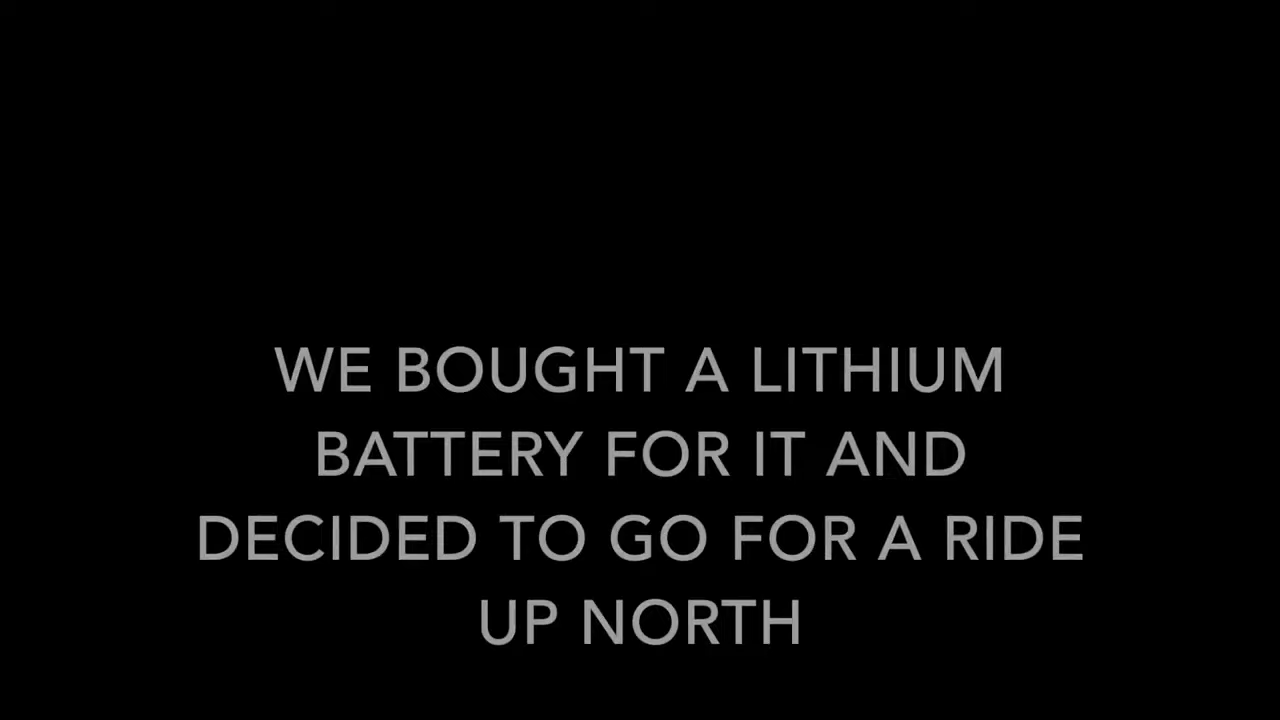 WE BOUGHT A LITHIUM
BATTERY FOR IT AND
DECIDED TO GO FOR A RIDE
UP NORTH